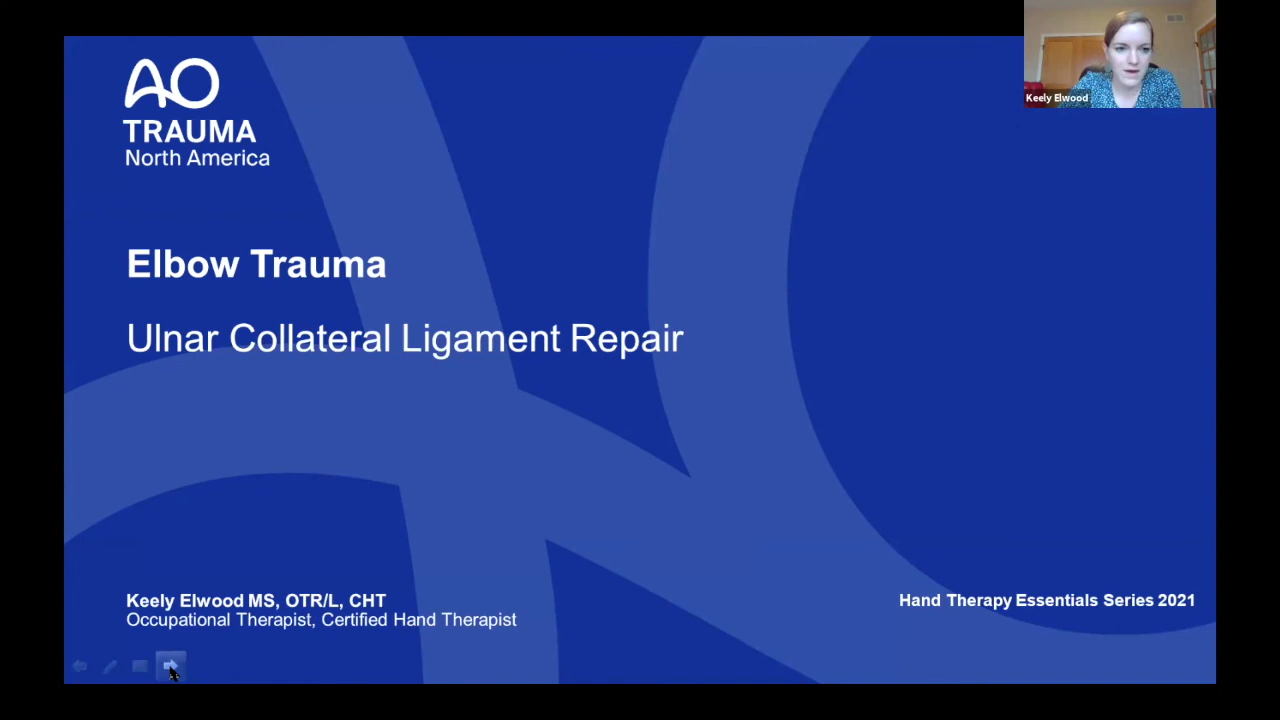 AO
TRAUMA
North America
Keely Elwood
Elbow Trauma
Ulnar Collateral Ligament Repair
Keely Elwood MS, OTR/L, CHT
Occupational Therapist, Certified Hand Therapist
Hand Therapy Essentials Series 2021